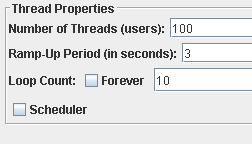 Thread Properties
Number of Threads (users): 100
Ramp-Up Period (in seconds): 3
Loop Count: Forever 10
Scheduler